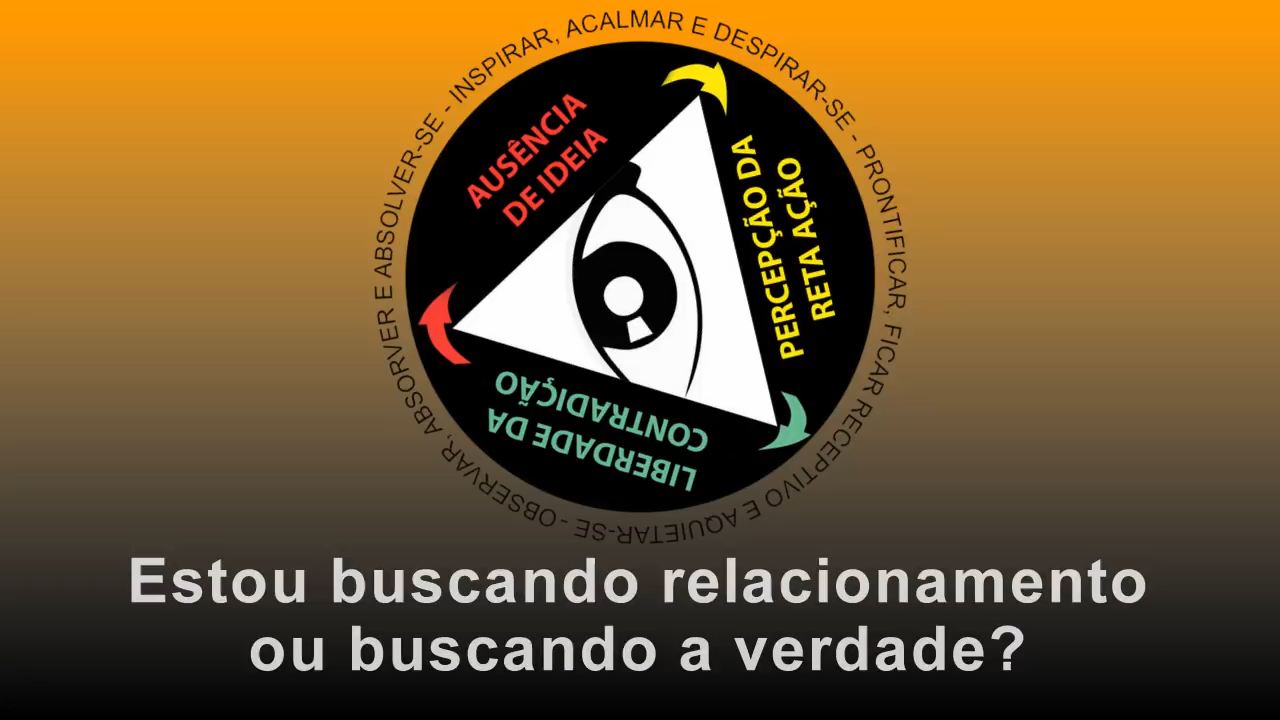 INSPIRAR, ACALMAR E DESPIRAR-SE - PRONTIFICAR, FICAR RECEPTIVO E AQUIETAR-SE - OBSERVAR, ABSORVER E ABSOLVER-SE -
AUSÊNCIA
DE IDEIA
PERCEPÇÃO DA
RETA AÇÃO
LIBERDADE DA
CONTRADIÇÃO
Estou buscando relacionamento
ou buscando a verdade?